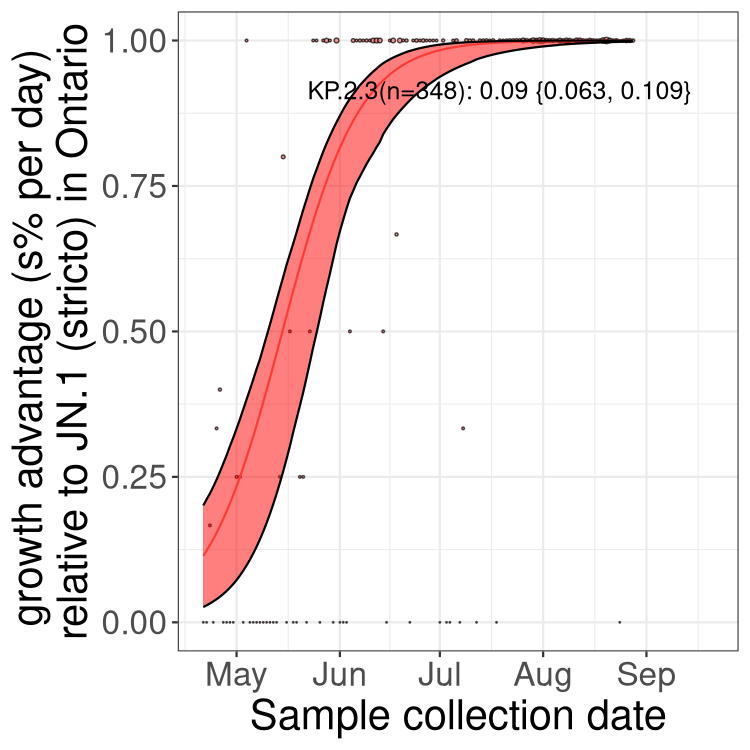 growth advantage (s% per day)
relative to JN.1 (stricto) in Ontario
1.00
0.75
0.50
0.25
0.00
KP.2.3(n=348): 0.09 {0.063, 0.109}
May Jun Jul Aug Sep
Sample collection date